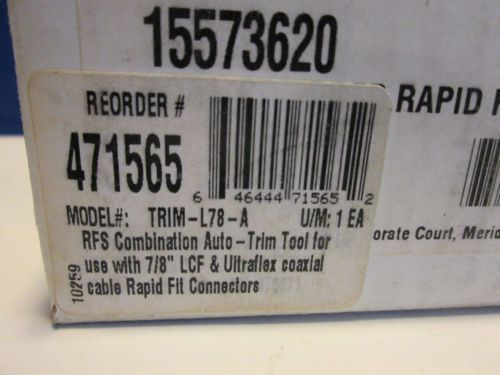 15573620
RAPID
REORDER #
471565
6 46444 71565 2
MODEL#: TRIM-L78-A U/M: 1 EA
RFS Combination Auto-Trim Tool for
use with 7/8" LCF & Ultraflex coaxial
cable Rapid Fit Connectors
10259
orate Court, Merid